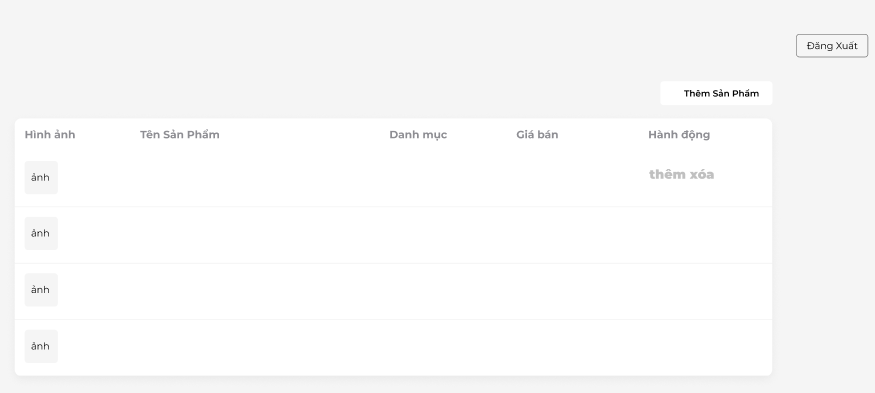 Đăng Xuất
Thêm Sản Phẩm
Hình ảnh Tên Sản Phẩm Danh mục Giá bán Hành động
ảnh thêm xóa
ảnh
ảnh
ảnh